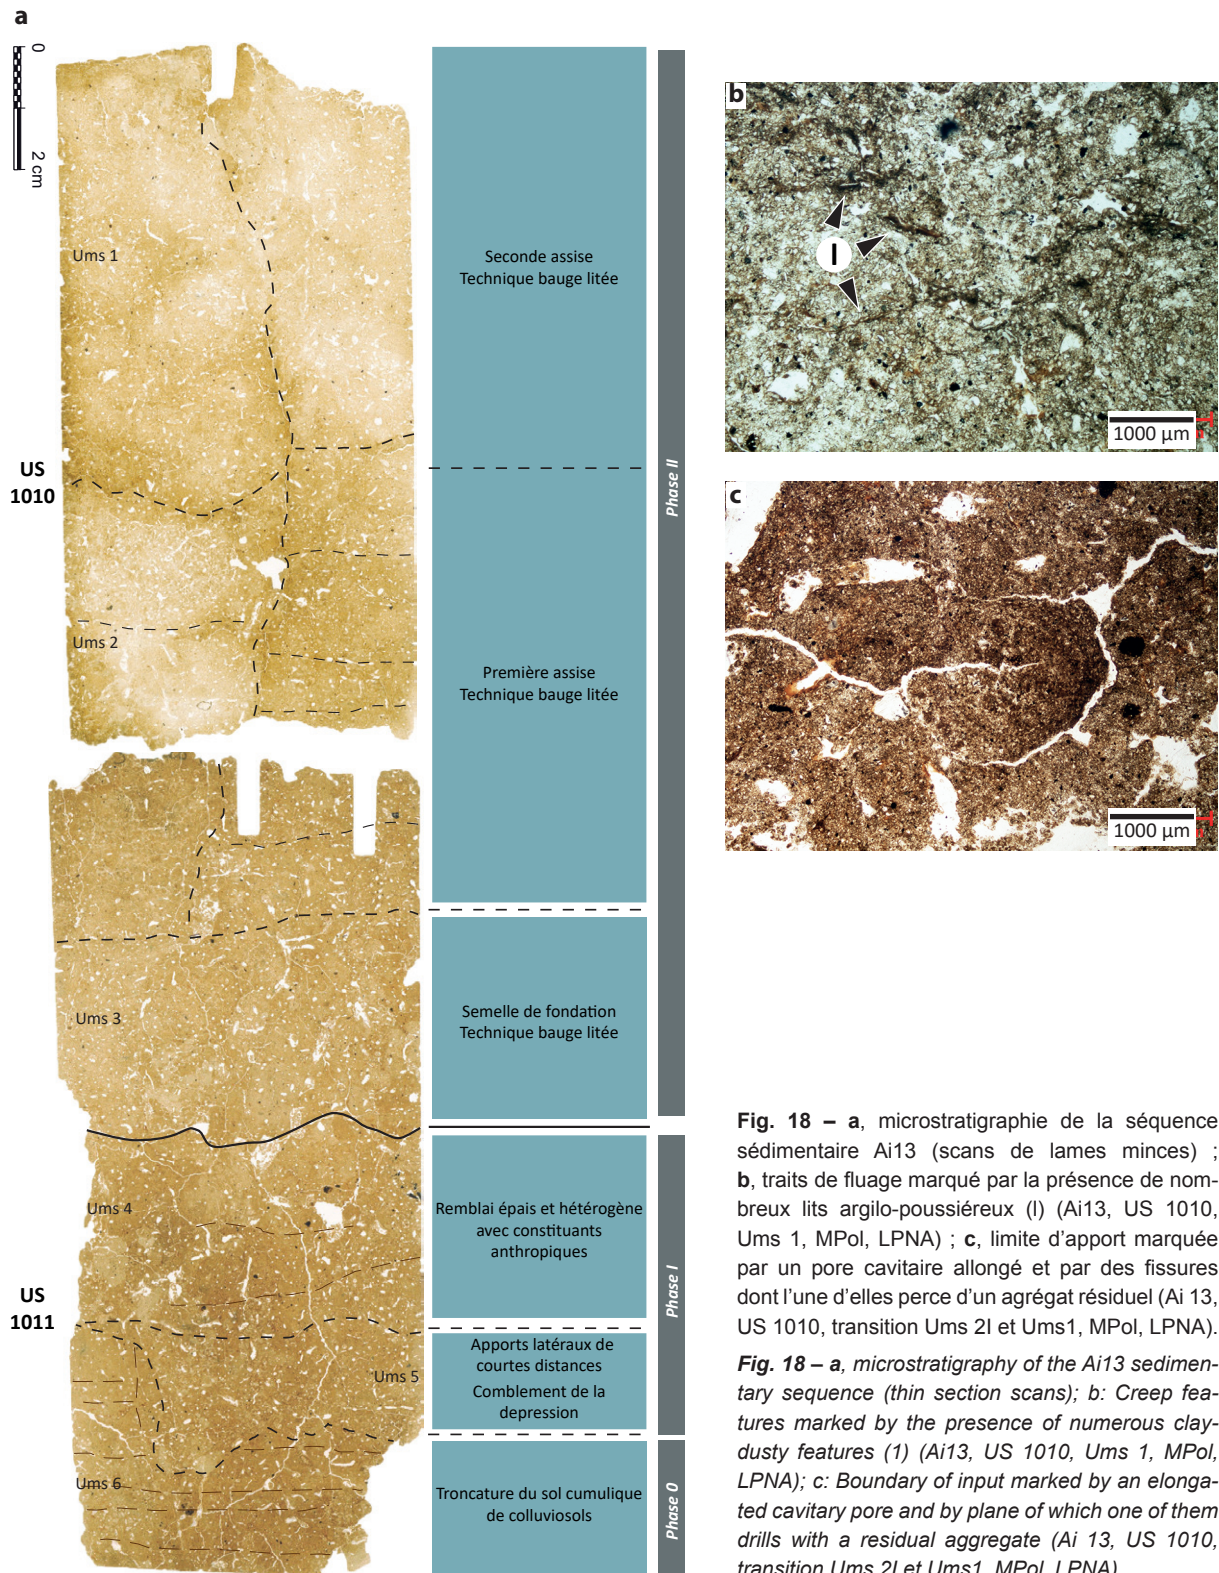 a
0
2 cm
Ums 1
US
1010
Ums 2
Ums 3
Ums 4
US
1011
Ums 5
Ums 6
Seconde assise
Technique bauge litée
Première assise
Technique bauge litée
Semelle de fondation
Technique bauge litée
Remblai épais et hétérogène
avec constituants
anthropiques
Apports latéraux de
courtes distances
Comblement de la
depression
Troncature du sol cumulique
de colluviosols
Phase II
Phase I
Phase 0
b
l
1000 µm
c
1000 µm
Fig. 18 – a, microstratigraphie de la séquence
sédimentaire Ai13 (scans de lames minces) ;
b, traits de fluage marqué par la présence de nom-
breux lits argilo-poussiéreux (l) (Ai13, US 1010,
Ums 1, MPol, LPNA) ; c, limite d'apport marquée
par un pore cavitaire allongé et par des fissures
dont l'une d'elles perce d'un agrégat résiduel (Ai 13,
US 1010, transition Ums 2I et Ums1, MPol, LPNA).
Fig. 18 – a, microstratigraphy of the Ai13 sedimen-
tary sequence (thin section scans); b: Creep fea-
tures marked by the presence of numerous clay-
dusty features (1) (Ai13, US 1010, Ums 1, MPol,
LPNA); c: Boundary of input marked by an elonga-
ted cavitary pore and by plane of which one of them
drills with a residual aggregate (Ai 13, US 1010,
transition Ums 2I et Ums1, MPol, LPNA)